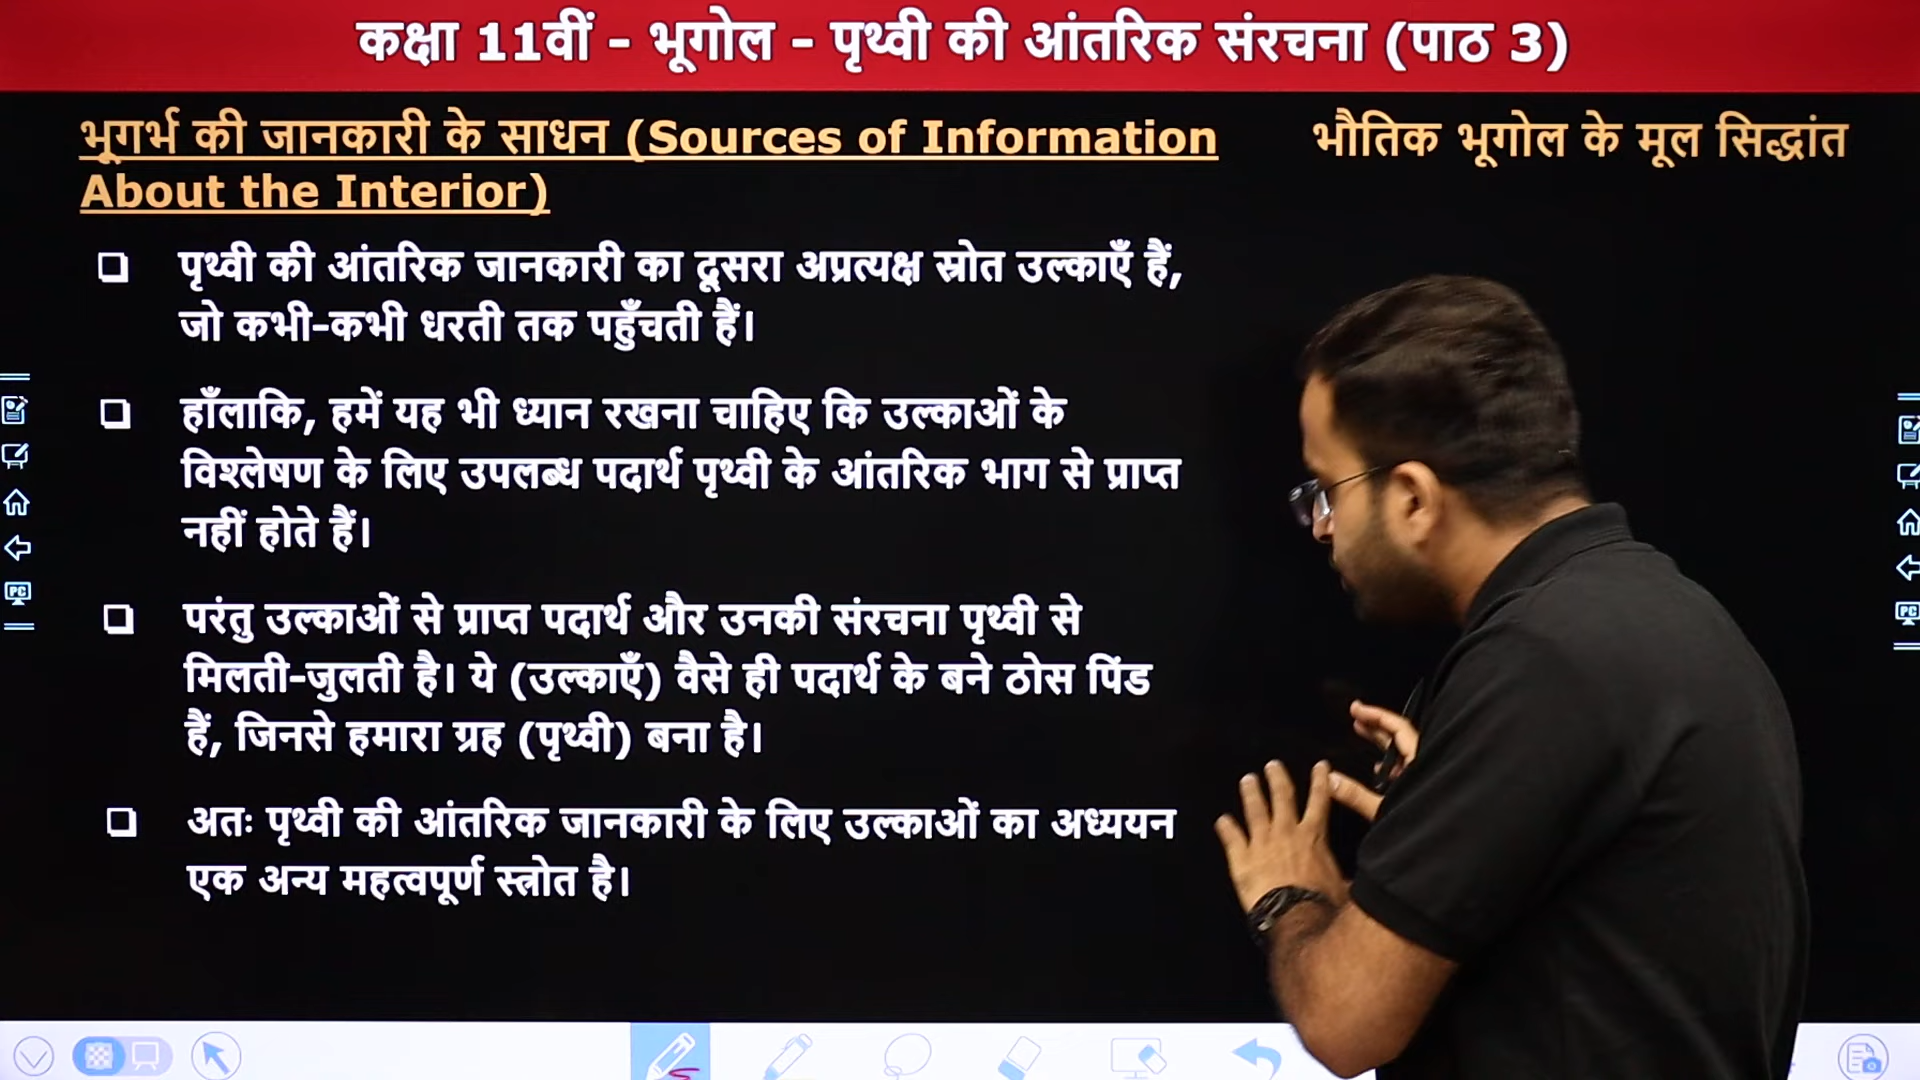 कक्षा 11वीं - भूगोल - पृथ्वी की आंतरिक संरचना (पाठ 3)
भूगर्भ की जानकारी के साधन (Sources of Information
About the Interior)
भौतिक भूगोल के मूल सिद्धांत
❑ पृथ्वी की आंतरिक जानकारी का दूसरा अप्रत्यक्ष स्रोत उल्काएँ हैं,
जो कभी-कभी धरती तक पहुँचती हैं।
❑ हाँलाकि, हमें यह भी ध्यान रखना चाहिए कि उल्काओं के
विश्लेषण के लिए उपलब्ध पदार्थ पृथ्वी के आंतरिक भाग से प्राप्त
नहीं होते हैं।
❑ परंतु उल्काओं से प्राप्त पदार्थ और उनकी संरचना पृथ्वी से
मिलती-जुलती है। ये (उल्काएँ) वैसे ही पदार्थ के बने ठोस पिंड
हैं, जिनसे हमारा ग्रह (पृथ्वी) बना है।
❑ अतः पृथ्वी की आंतरिक जानकारी के लिए उल्काओं का अध्ययन
एक अन्य महत्वपूर्ण स्त्रोत है।
PC
PC